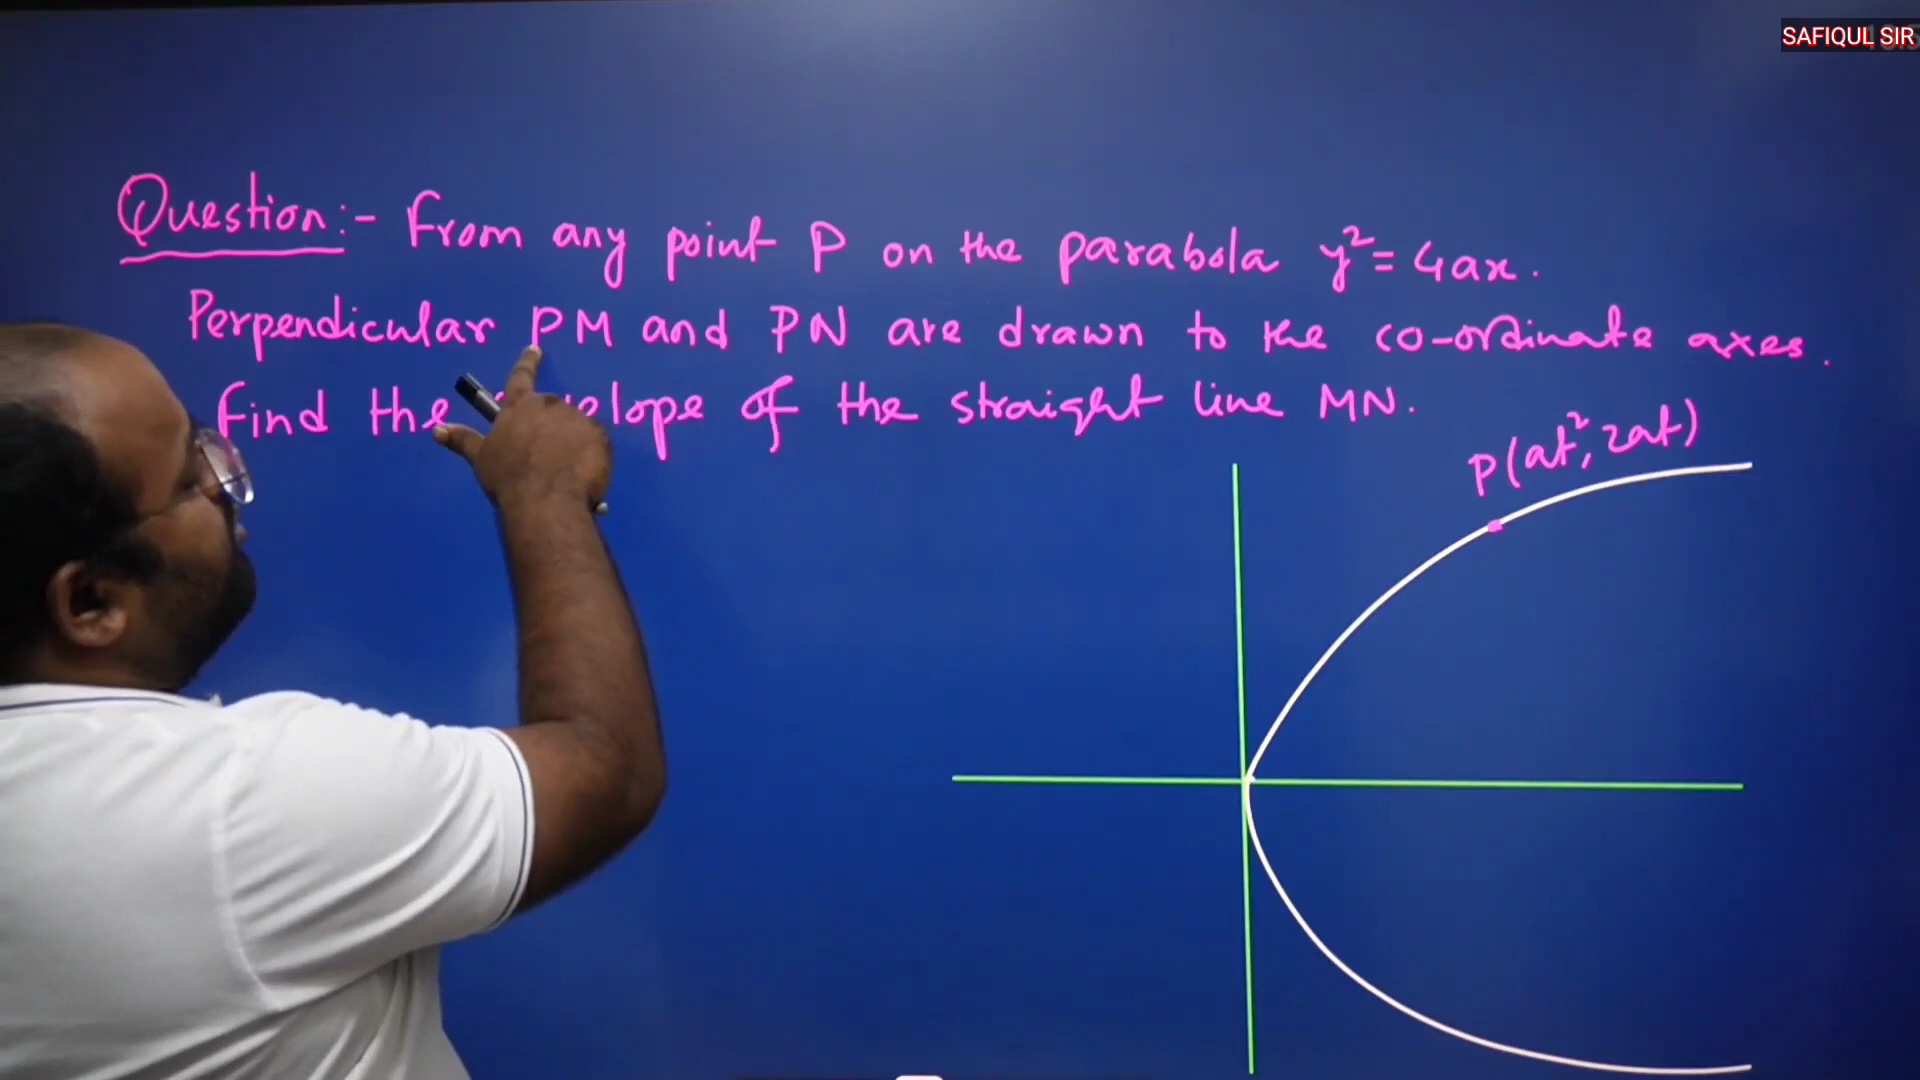 SAFIQUL SIR
Question:- From any point P on the parabola y²=4ax.
Perpendicular PM and PN are drawn to the co-ordinate axes.
Find the of the straight line MN.
P(at², 2at)